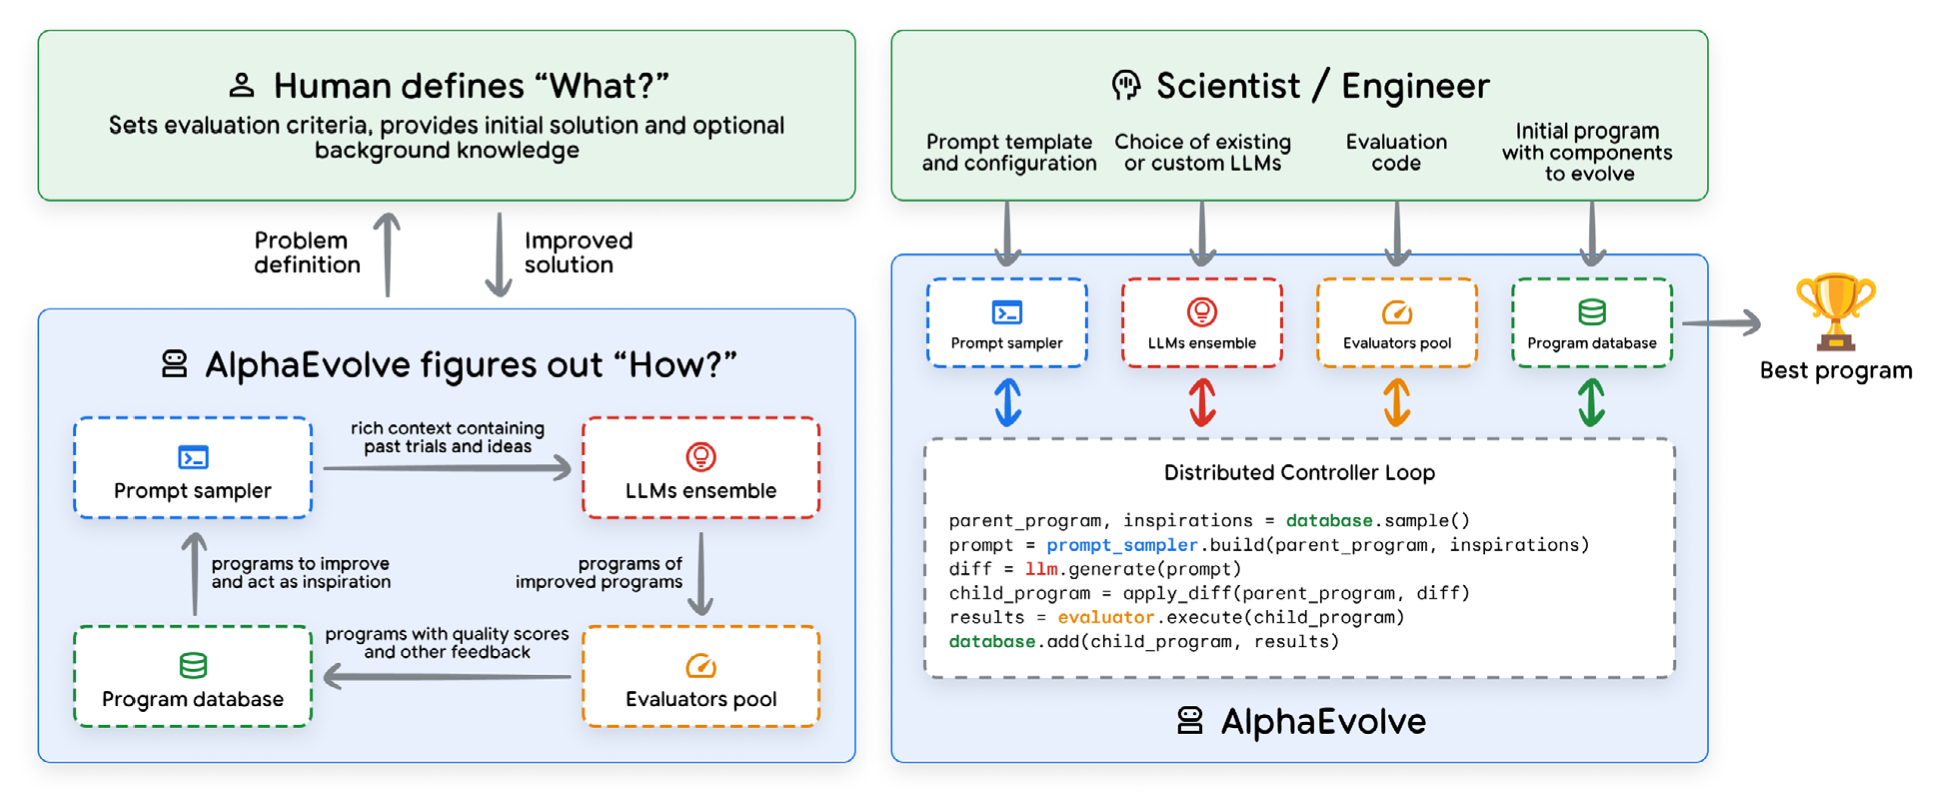 Human defines “What?”
Sets evaluation criteria, provides initial solution and optional
background knowledge
Problem
definition
Improved
solution
AlphaEvolve figures out “How?”
Prompt sampler
rich context containing
past trials and ideas
LLMs ensemble
programs to improve
and act as inspiration
programs of
improved programs
Program database
programs with quality scores
and other feedback
Evaluators pool
Scientist / Engineer
Prompt template
and configuration
Choice of existing
or custom LLMs
Evaluation
code
Initial program
with components
to evolve
Prompt sampler
LLMs ensemble
Evaluators pool
Program database
Best program
Distributed Controller Loop
parent_program, inspirations = database.sample()
prompt = prompt_sampler.build(parent_program, inspirations)
diff = llm.generate(prompt)
child_program = apply_diff(parent_program, diff)
results = evaluator.execute(child_program)
database.add(child_program, results)
AlphaEvolve